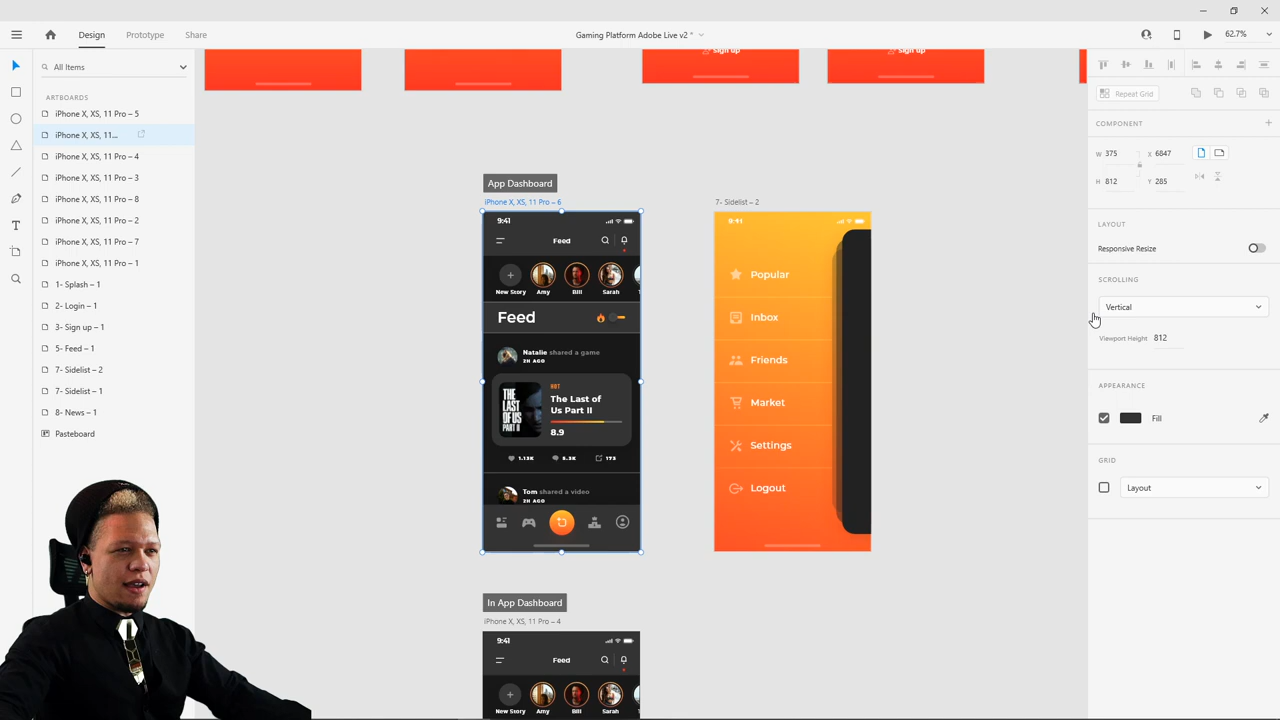 Design
Prototype
Share
Gaming Platform Adobe Live v2 *
62.7%
All Items
ARTBOARDS
iPhone X, XS, 11 Pro – 5
iPhone X, XS, 11...
iPhone X, XS, 11 Pro – 4
iPhone X, XS, 11 Pro – 3
iPhone X, XS, 11 Pro – 8
iPhone X, XS, 11 Pro – 2
iPhone X, XS, 11 Pro – 7
iPhone X, XS, 11 Pro – 1
1- Splash – 1
2- Login – 1
3- Sign up – 1
5- Feed – 1
7- Sidelist – 2
7- Sidelist – 1
8- News – 1
Pasteboard
Sign up
Sign up
App Dashboard
iPhone X, XS, 11 Pro – 6
9:41
Feed
New Story
Amy
Bill
Sarah
Feed
Natalie shared a game
2H AGO
THE LAST OF US PART II
HOT
The Last of
Us Part II
8.9
1.13K
5.3K
173
Tom shared a video
2H AGO
7- Sidelist – 2
9:41
Popular
Inbox
Friends
Market
Settings
Logout
In App Dashboard
iPhone X, XS, 11 Pro – 4
9:41
Feed
New Story
Amy
Bill
Sarah
Repeat Grid
COMPONENT
W 375
X 6847
H 812
Y 285
LAYOUT
Responsive Resize
SCROLLING
Vertical
Viewport Height 812
APPEARANCE
Fill
GRID
Layout